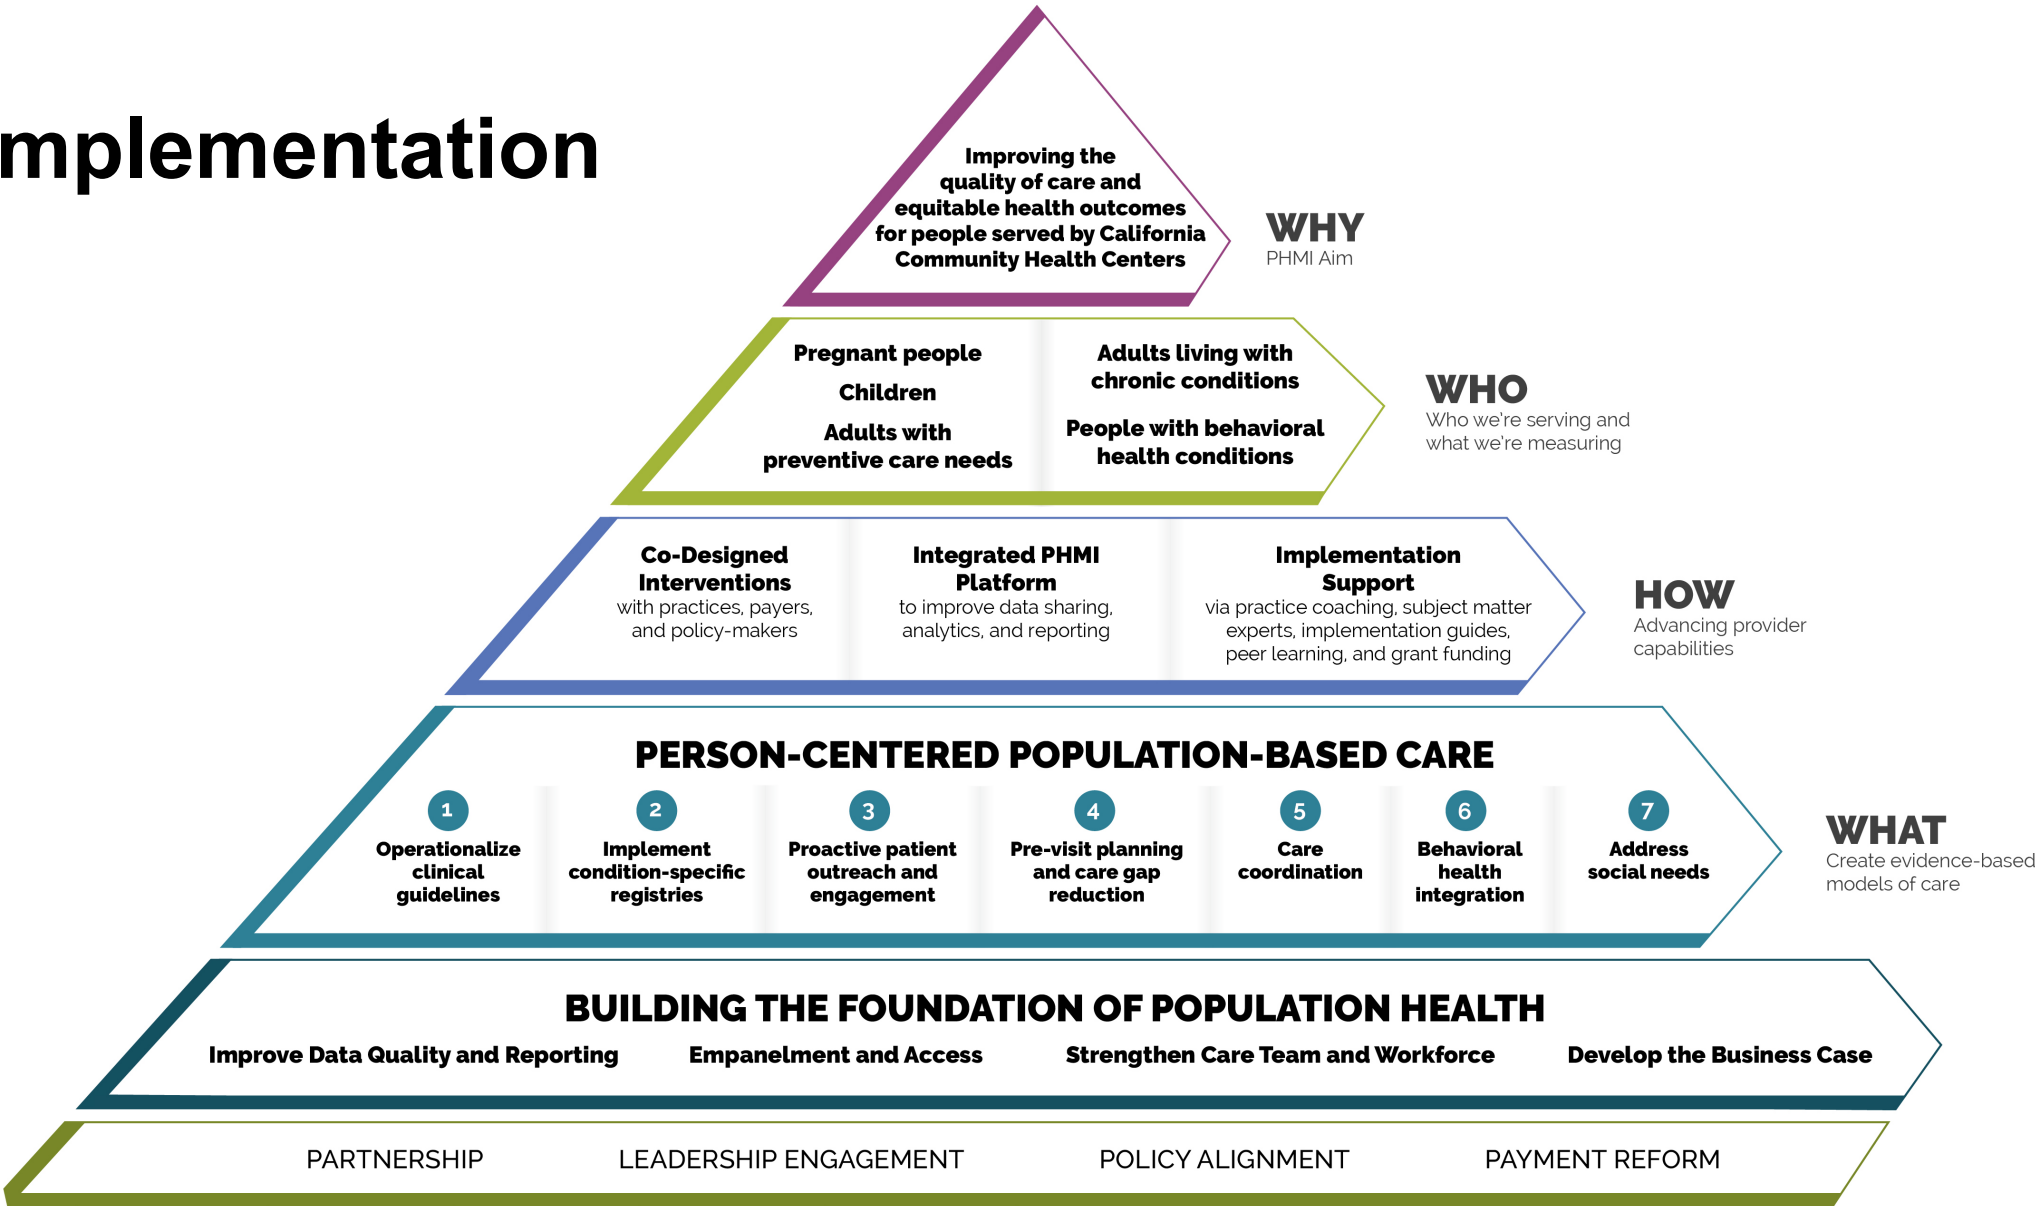 mplementation
Improving the
quality of care and
equitable health outcomes
for people served by California
Community Health Centers
WHY
PHMI Aim
Pregnant people
Children
Adults with
preventive care needs
Adults living with
chronic conditions
People with behavioral
health conditions
WHO
Who we're serving and
what we're measuring
Co-Designed
Interventions
with practices, payers,
and policy-makers
Integrated PHMI
Platform
to improve data sharing,
analytics, and reporting
Implementation
Support
via practice coaching, subject matter
experts, implementation guides,
peer learning, and grant funding
HOW
Advancing provider
capabilities
PERSON-CENTERED POPULATION-BASED CARE
1
Operationalize
clinical
guidelines
2
Implement
condition-specific
registries
3
Proactive patient
outreach and
engagement
4
Pre-visit planning
and care gap
reduction
5
Care
coordination
6
Behavioral
health
integration
7
Address
social needs
WHAT
Create evidence-based
models of care
BUILDING THE FOUNDATION OF POPULATION HEALTH
Improve Data Quality and Reporting
Empanelment and Access
Strengthen Care Team and Workforce
Develop the Business Case
PARTNERSHIP
LEADERSHIP ENGAGEMENT
POLICY ALIGNMENT
PAYMENT REFORM